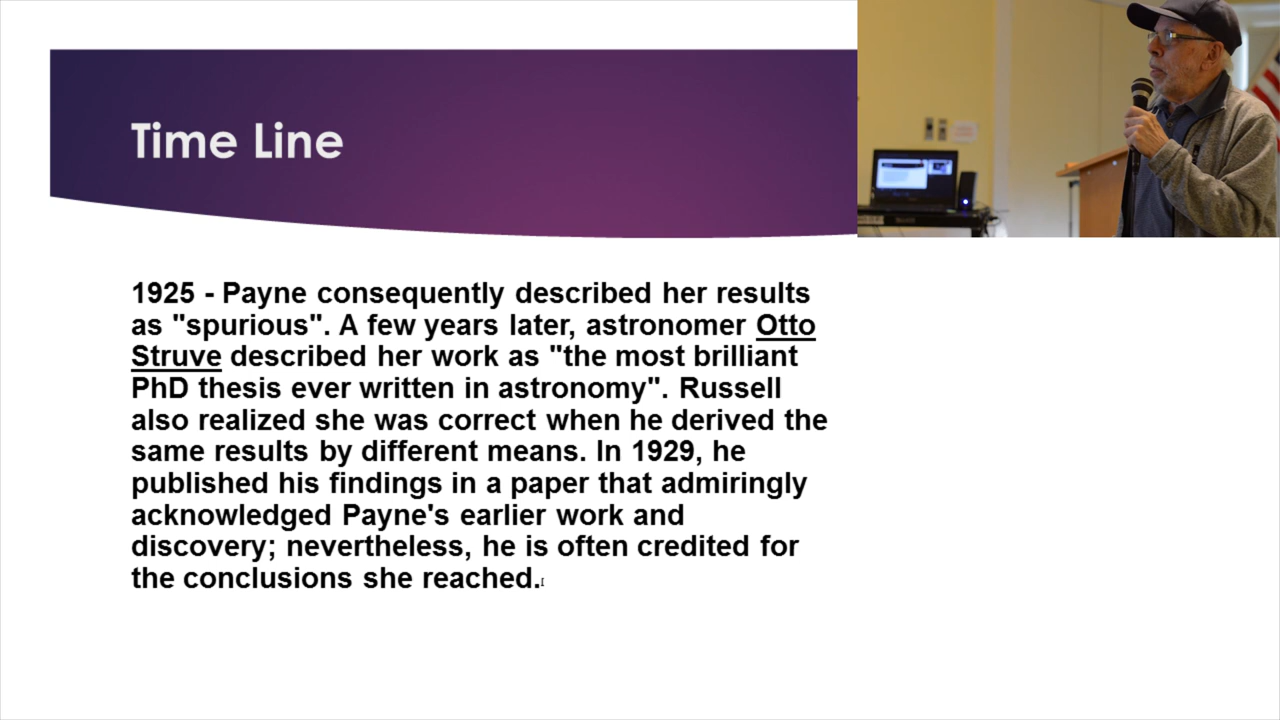 Time Line
1925 - Payne consequently described her results
as "spurious". A few years later, astronomer Otto
Struve described her work as "the most brilliant
PhD thesis ever written in astronomy". Russell
also realized she was correct when he derived the
same results by different means. In 1929, he
published his findings in a paper that admiringly
acknowledged Payne's earlier work and
discovery; nevertheless, he is often credited for
the conclusions she reached.